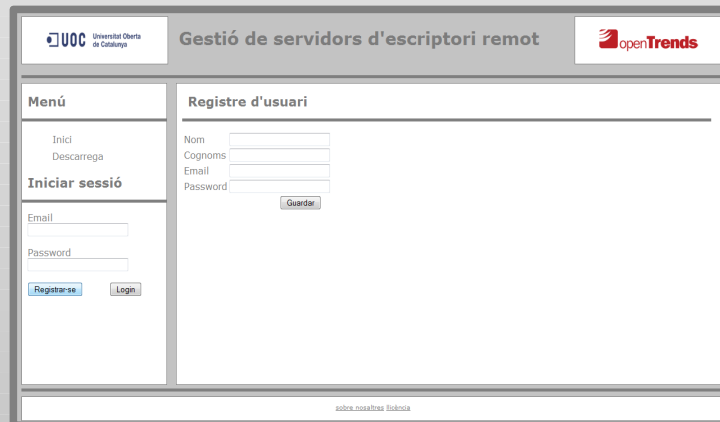 UOC Universitat Oberta
de Catalunya
Gestió de servidors d'escriptori remot
openTrends
Menú
Inici
Descarrega
Iniciar sessió
Email
Password
Registrar-se Login
Registre d'usuari
Nom
Cognoms
Email
Password
Guardar
sobre nosaltres llicència